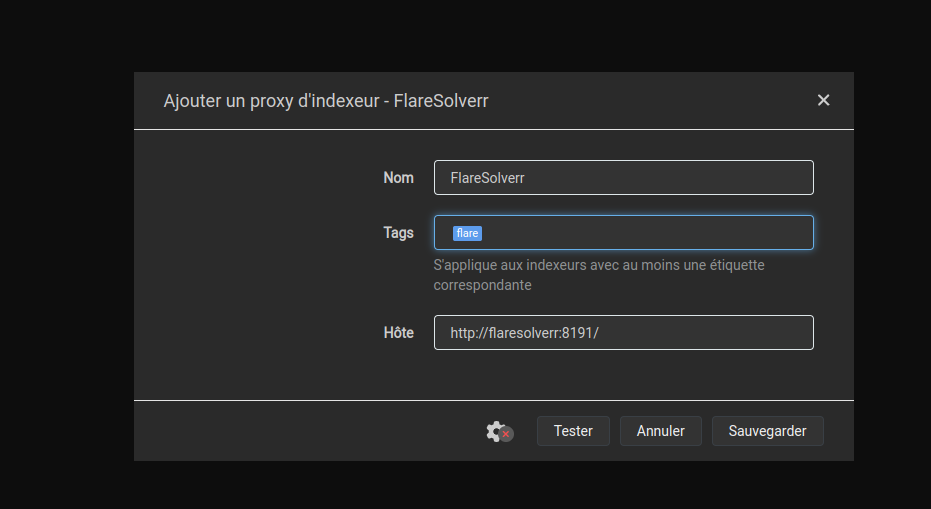 Ajouter un proxy d'indexeur - FlareSolverr
Nom
FlareSolverr
Tags
flare
S'applique aux indexeurs avec au moins une étiquette
correspondante
Hôte
http://flaresolverr:8191/
Tester
Annuler
Sauvegarder